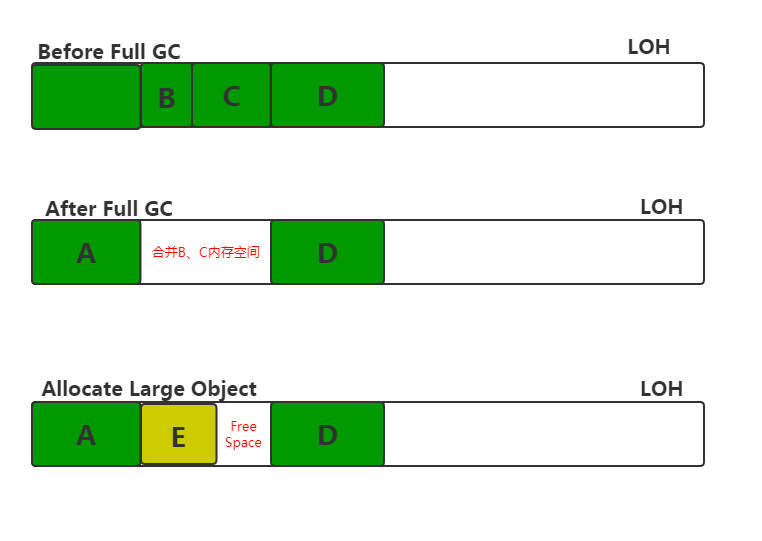 Before Full GC
LOH
B
C
D
After Full GC
LOH
A
合并B、C内存空间
D
Allocate Large Object
LOH
A
E
Free
Space
D